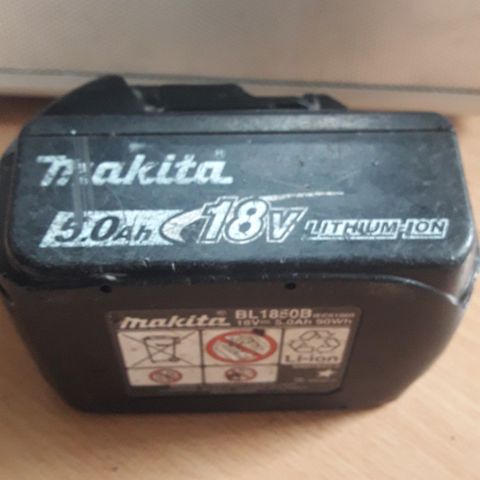 makita
5.0Ah 18V LITHIUM-ION
makita BL1850B
18V 5.0Ah 90Wh
Li-ion